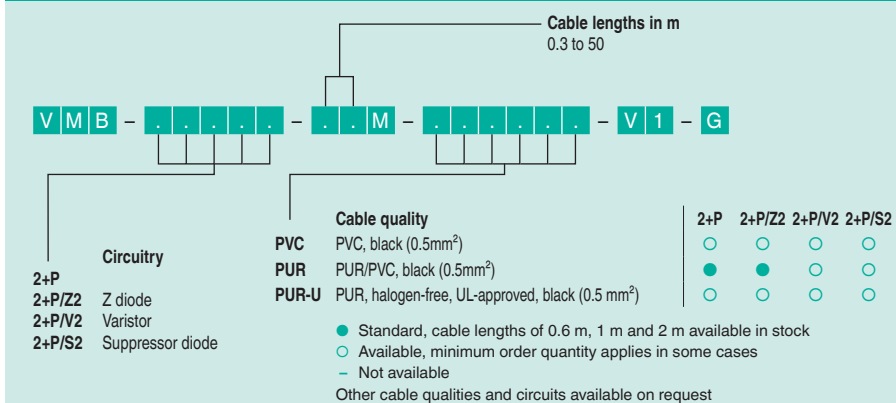 Cable lengths in m
0.3 to 50
VMB – ..... – ..M – ...... – V1 – G
Circuitry
2+P
2+P/Z2 Z diode
2+P/V2 Varistor
2+P/S2 Suppressor diode
Cable quality 2+P 2+P/Z2 2+P/V2 2+P/S2
PVC PVC, black (0.5mm²) ○ ○ ○ ○
PUR PUR/PVC, black (0.5mm²) ● ● ○ ○
PUR-U PUR, halogen-free, UL-approved, black (0.5 mm²) ○ ○ ○ ○
● Standard, cable lengths of 0.6 m, 1 m and 2 m available in stock
○ Available, minimum order quantity applies in some cases
– Not available
Other cable qualities and circuits available on request